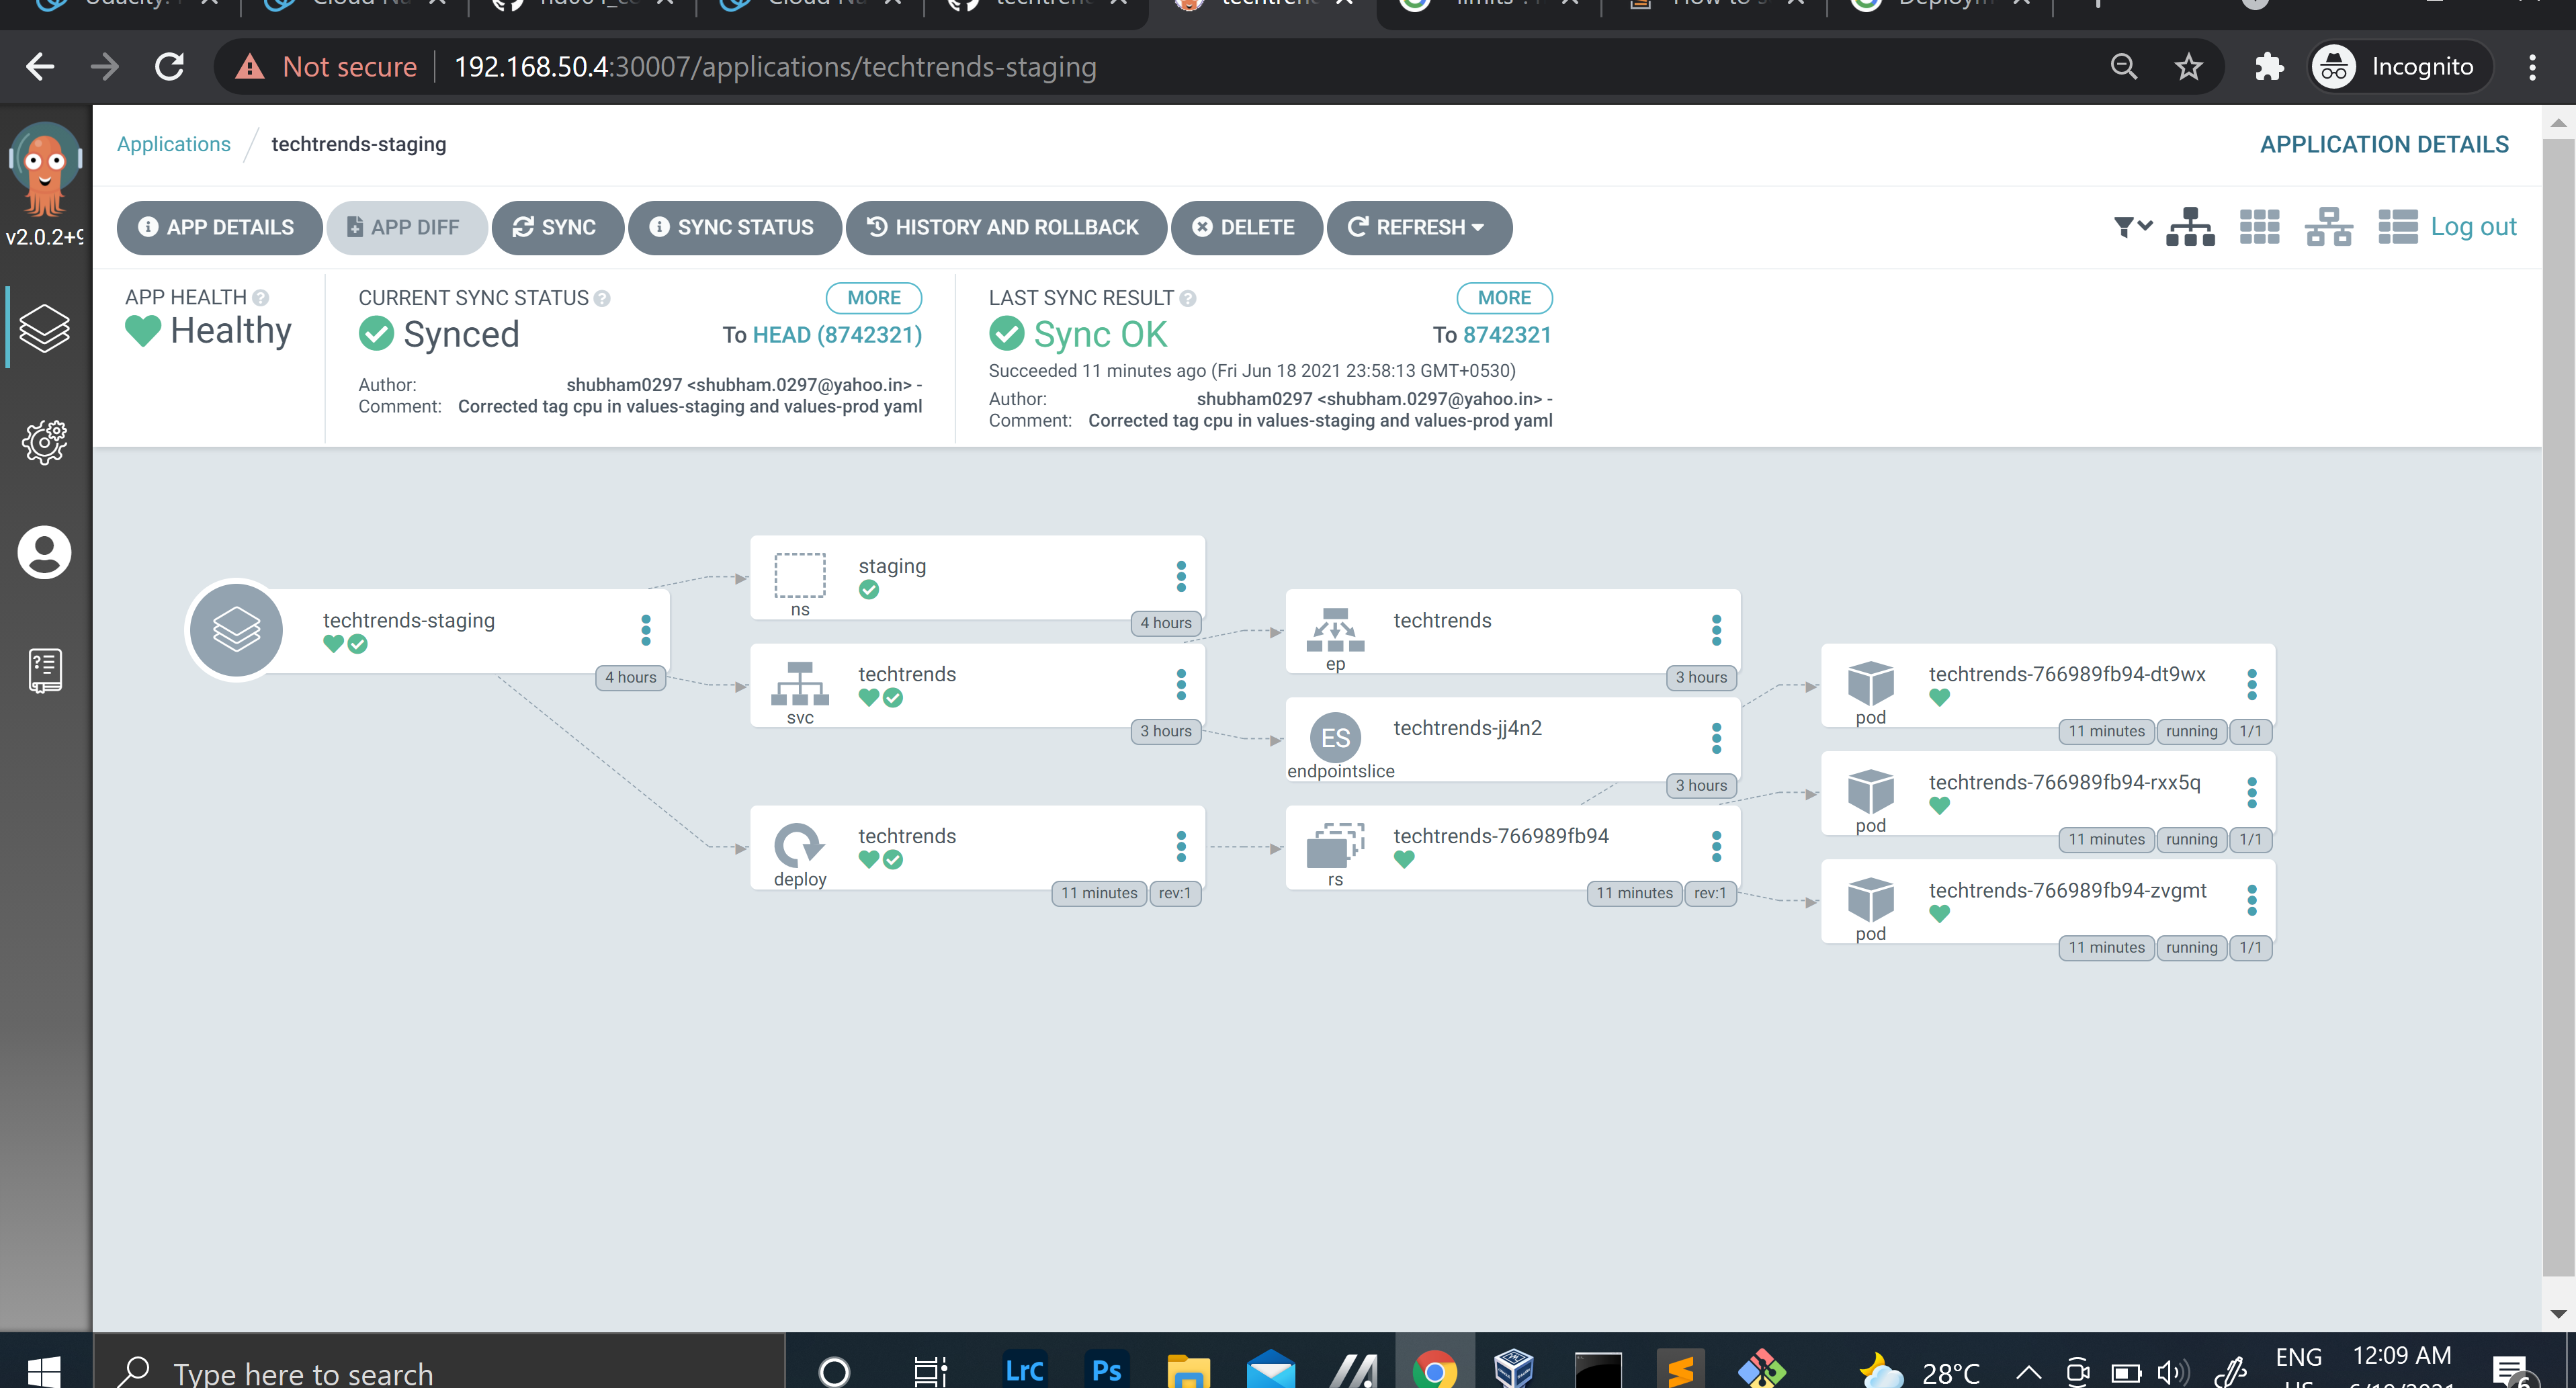 Not secure 192.168.50.4:30007/applications/techtrends-staging Incognito
Applications / techtrends-staging APPLICATION DETAILS
v2.0.2+9
APP DETAILS APP DIFF SYNC SYNC STATUS HISTORY AND ROLLBACK DELETE REFRESH Log out
APP HEALTH
Healthy
CURRENT SYNC STATUS MORE
Synced To HEAD (8742321)
Author: shubham0297 <shubham.0297@yahoo.in> -
Comment: Corrected tag cpu in values-staging and values-prod yaml
LAST SYNC RESULT MORE
Sync OK To 8742321
Succeeded 11 minutes ago (Fri Jun 18 2021 23:58:13 GMT+0530)
Author: shubham0297 <shubham.0297@yahoo.in> -
Comment: Corrected tag cpu in values-staging and values-prod yaml
techtrends-staging
4 hours
staging
ns
4 hours
techtrends
svc
3 hours
techtrends
deploy
11 minutes rev:1
techtrends
ep
3 hours
ES
techtrends-jj4n2
endpointslice
3 hours
techtrends-766989fb94
rs
11 minutes rev:1
techtrends-766989fb94-dt9wx
pod
11 minutes running 1/1
techtrends-766989fb94-rxx5q
pod
11 minutes running 1/1
techtrends-766989fb94-zvgmt
pod
11 minutes running 1/1
Type here to search
LrC
Ps
28°C
ENG
12:09 AM